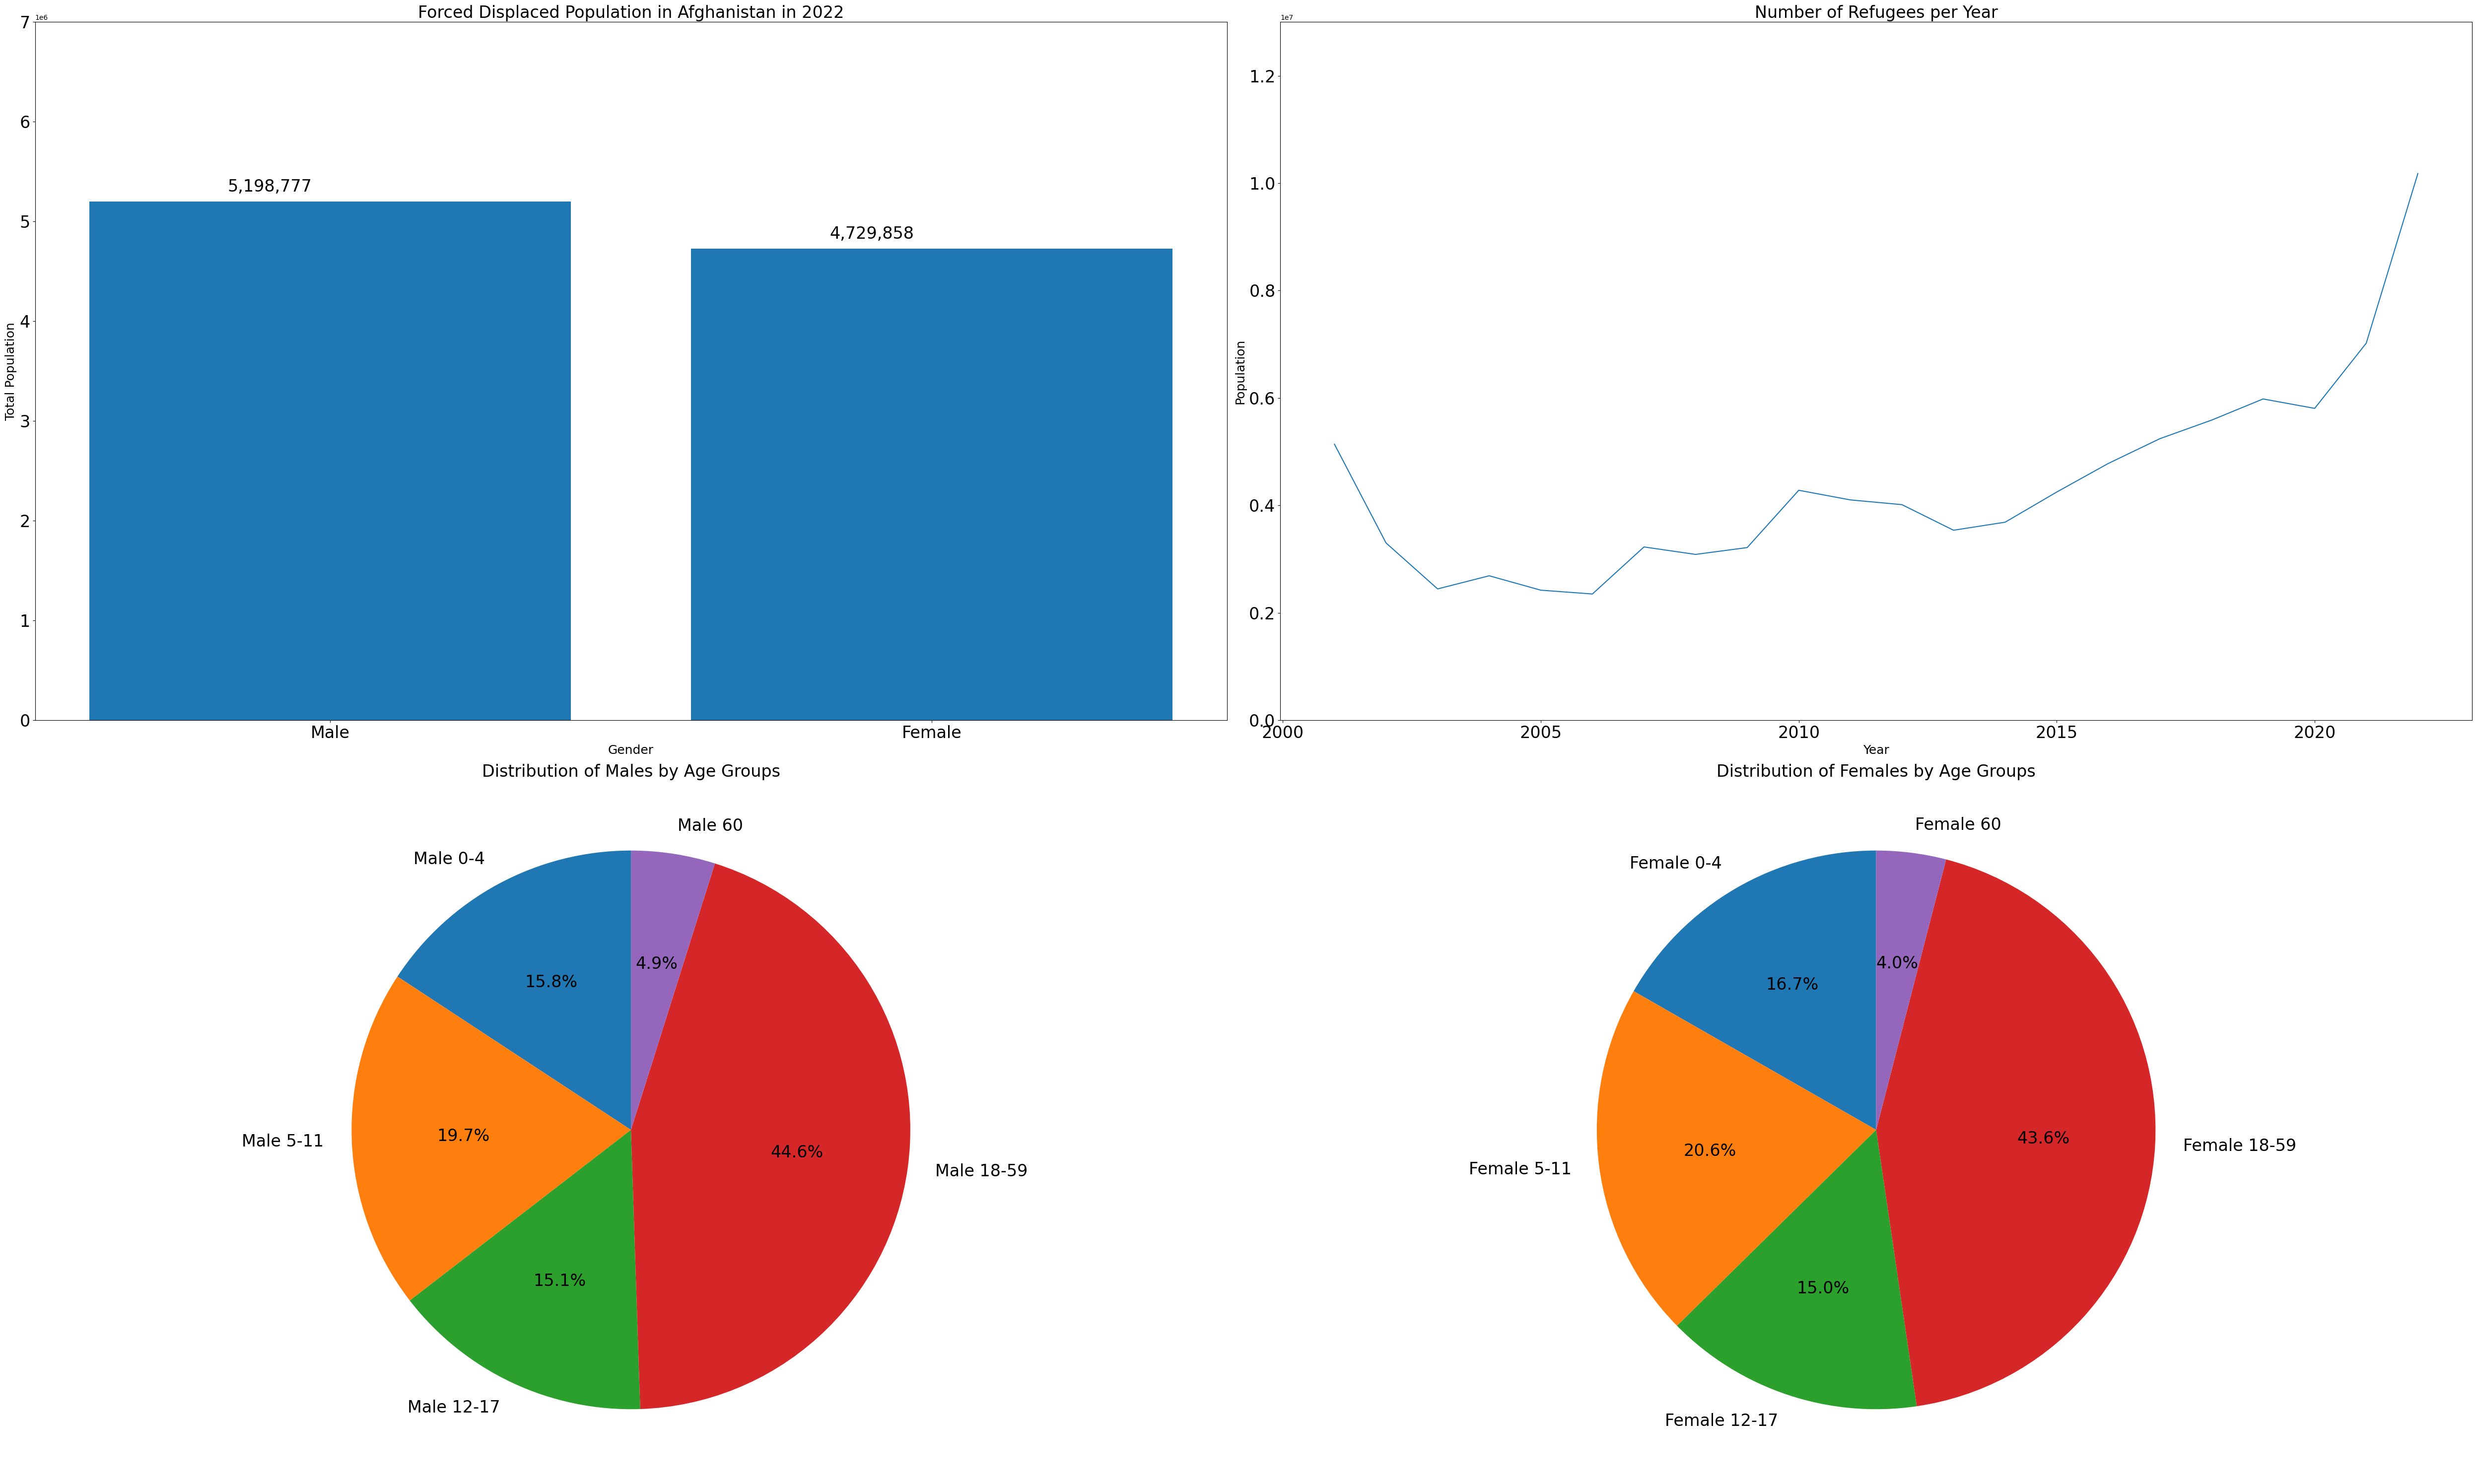 Forced Displaced Population in Afghanistan in 2022
1e6
7
6
5
4
3
2
1
0
Total Population
5,198,777
4,729,858
Male
Female
Gender
Number of Refugees per Year
1e7
1.2
1.0
0.8
0.6
0.4
0.2
0.0
Population
2000
2005
2010
2015
2020
Year
Distribution of Males by Age Groups
Male 60
Male 0-4
4.9%
15.8%
Male 5-11
19.7%
44.6%
Male 18-59
15.1%
Male 12-17
Distribution of Females by Age Groups
Female 60
Female 0-4
4.0%
16.7%
Female 5-11
20.6%
43.6%
Female 18-59
15.0%
Female 12-17